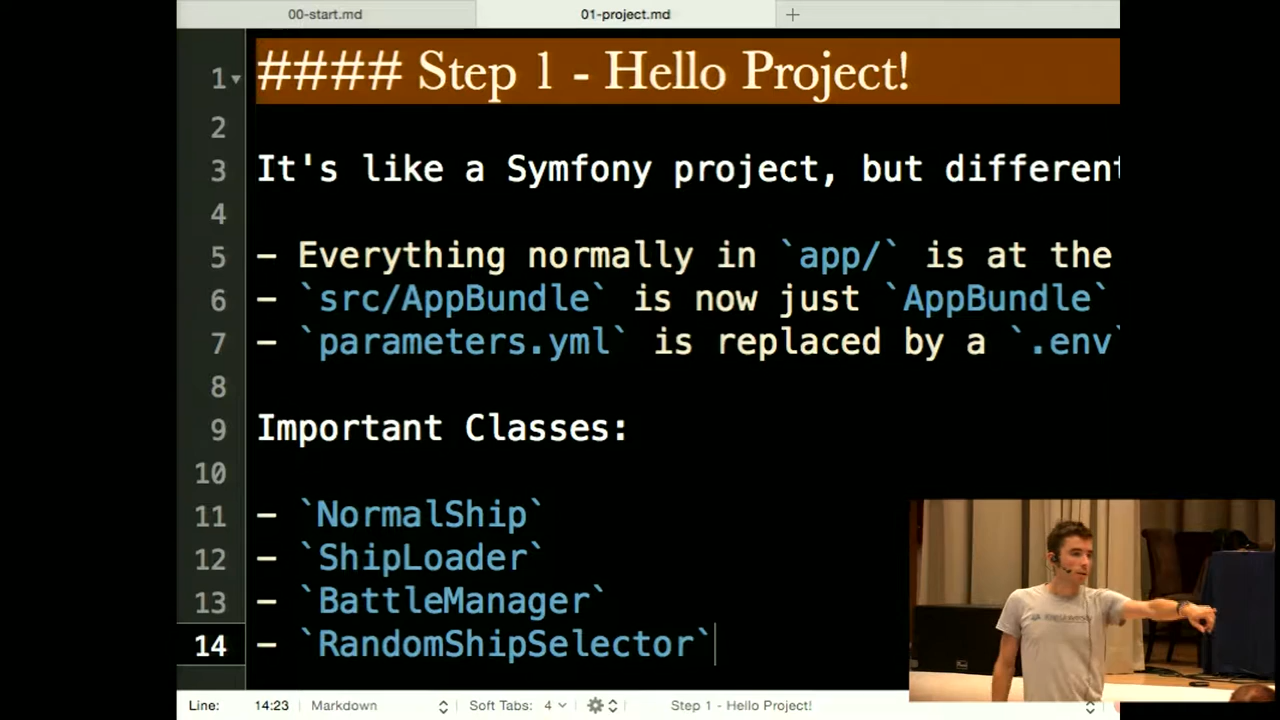 00-start.md
01-project.md
1 #### Step 1 - Hello Project!
2
3 It's like a Symfony project, but different
4
5 - Everything normally in `app/` is at the
6 - `src/AppBundle` is now just `AppBundle`
7 - `parameters.yml` is replaced by a `.env`
8
9 Important Classes:
10
11 - `NormalShip`
12 - `ShipLoader`
13 - `BattleManager`
14 - `RandomShipSelector`
Line: 14:23 Markdown Soft Tabs: 4 Step 1 - Hello Project!